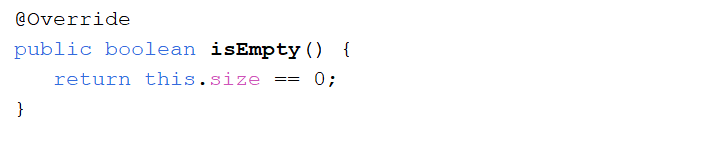 @Override
public boolean isEmpty() {
   return this.size == 0;
}